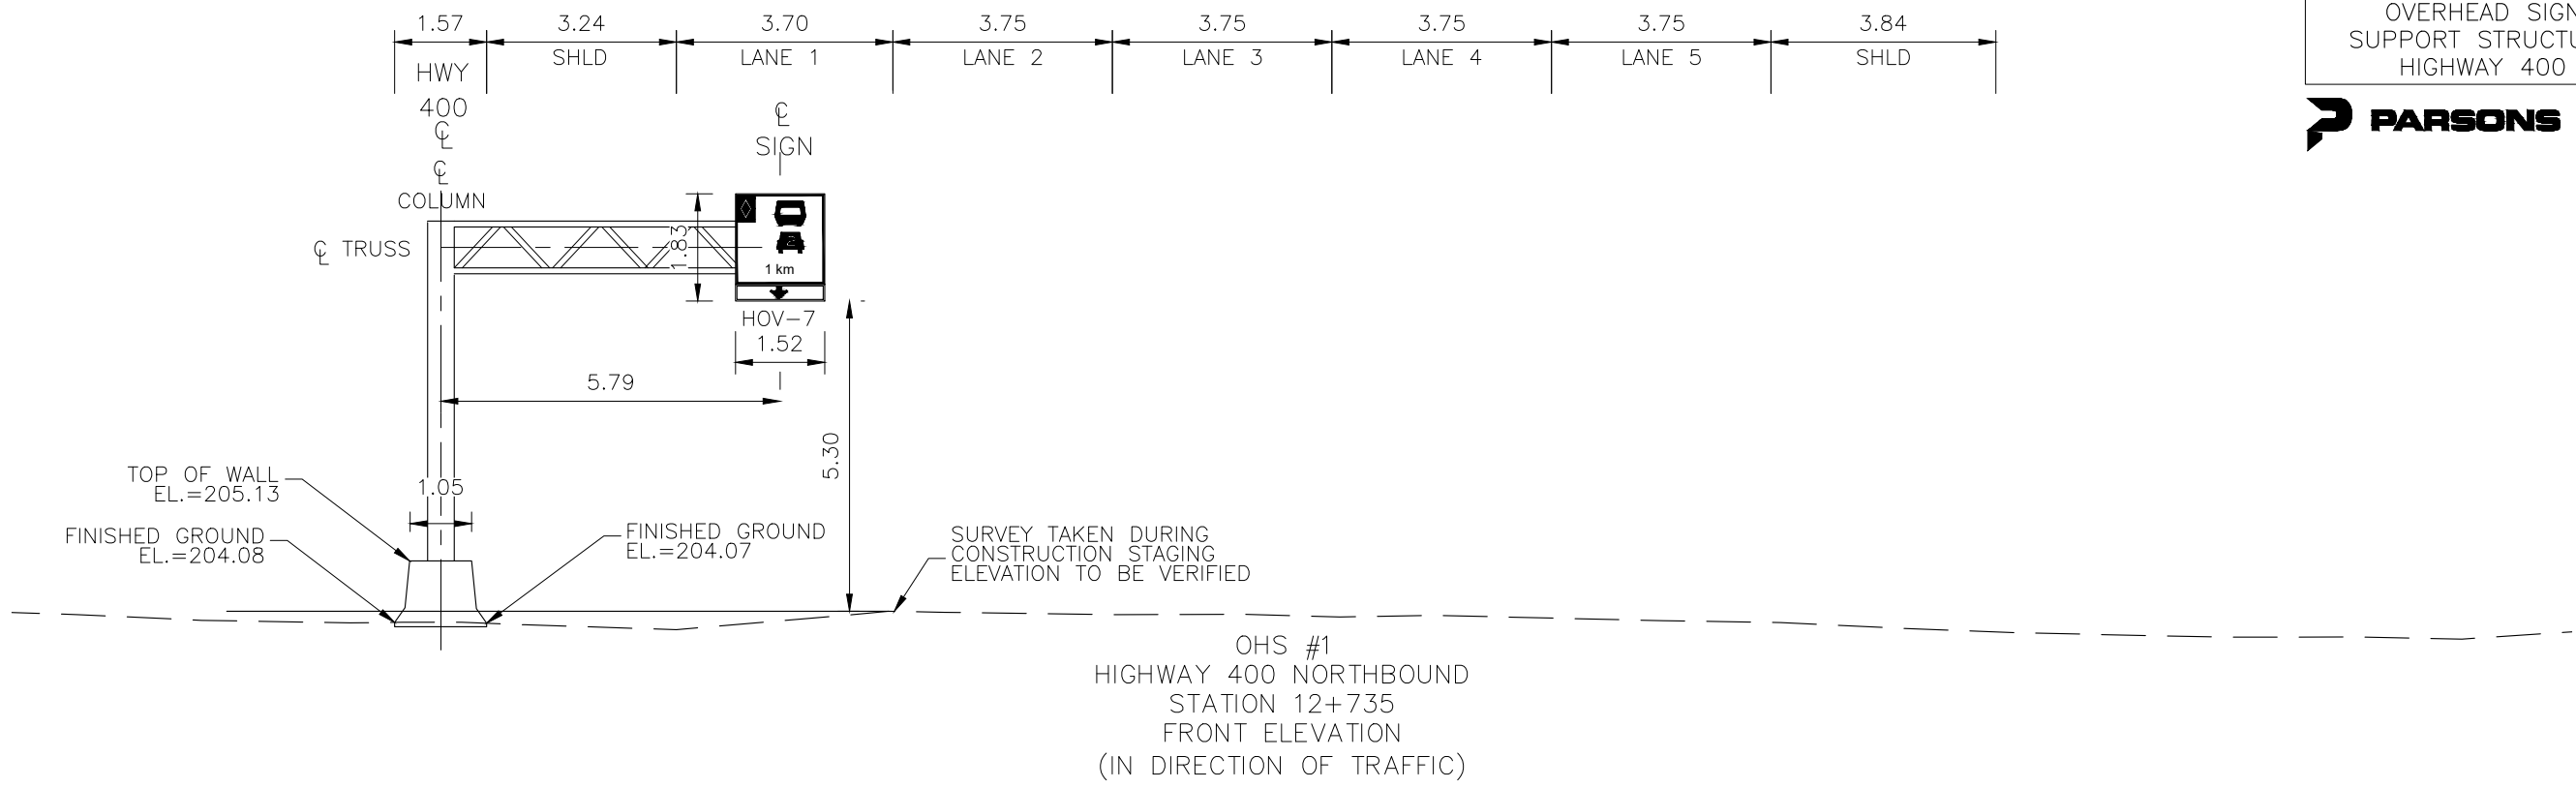 1.57 3.24 3.70 3.75 3.75 3.75 3.75 3.84
SHLD LANE 1 LANE 2 LANE 3 LANE 4 LANE 5 SHLD
HWY
400
℄
℄
COLUMN
℄
SIGN
℄ TRUSS
1.83
1 km
HOV-7
1.52
5.79
5.30
TOP OF WALL
EL.=205.13
1.05
FINISHED GROUND
EL.=204.08
FINISHED GROUND
EL.=204.07
SURVEY TAKEN DURING
CONSTRUCTION STAGING
ELEVATION TO BE VERIFIED
OHS #1
HIGHWAY 400 NORTHBOUND
STATION 12+735
FRONT ELEVATION
(IN DIRECTION OF TRAFFIC)
OVERHEAD SIGN
SUPPORT STRUCTU
HIGHWAY 400
PARSONS